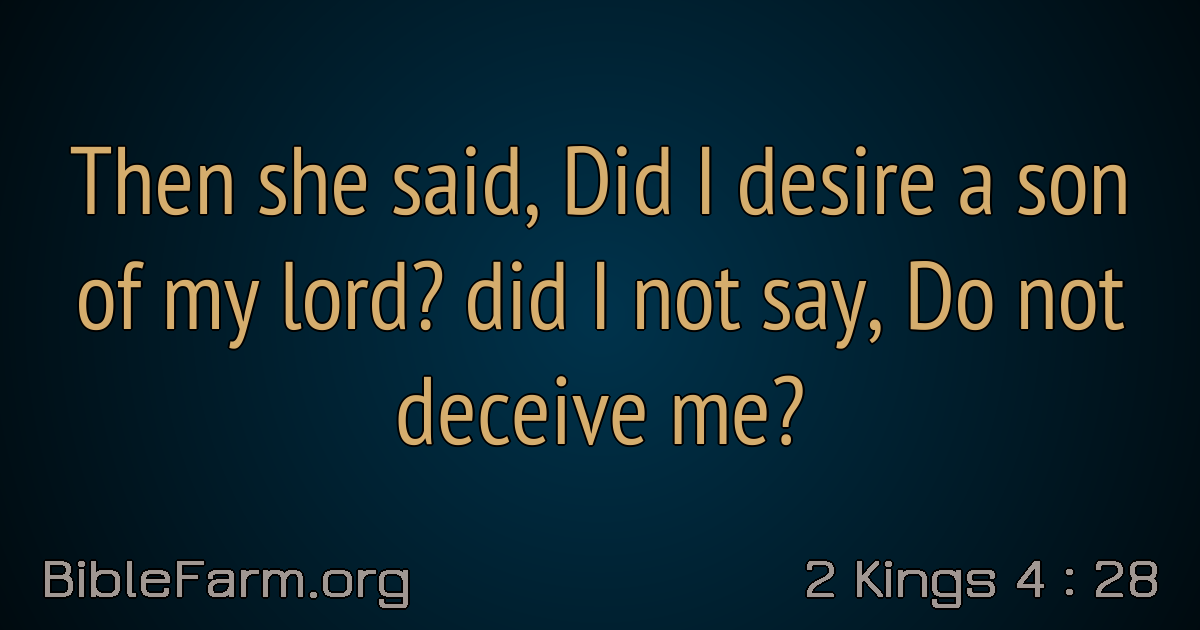 Then she said, Did I desire a son
of my lord? did I not say, Do not
deceive me?
BibleFarm.org
2 Kings 4 : 28